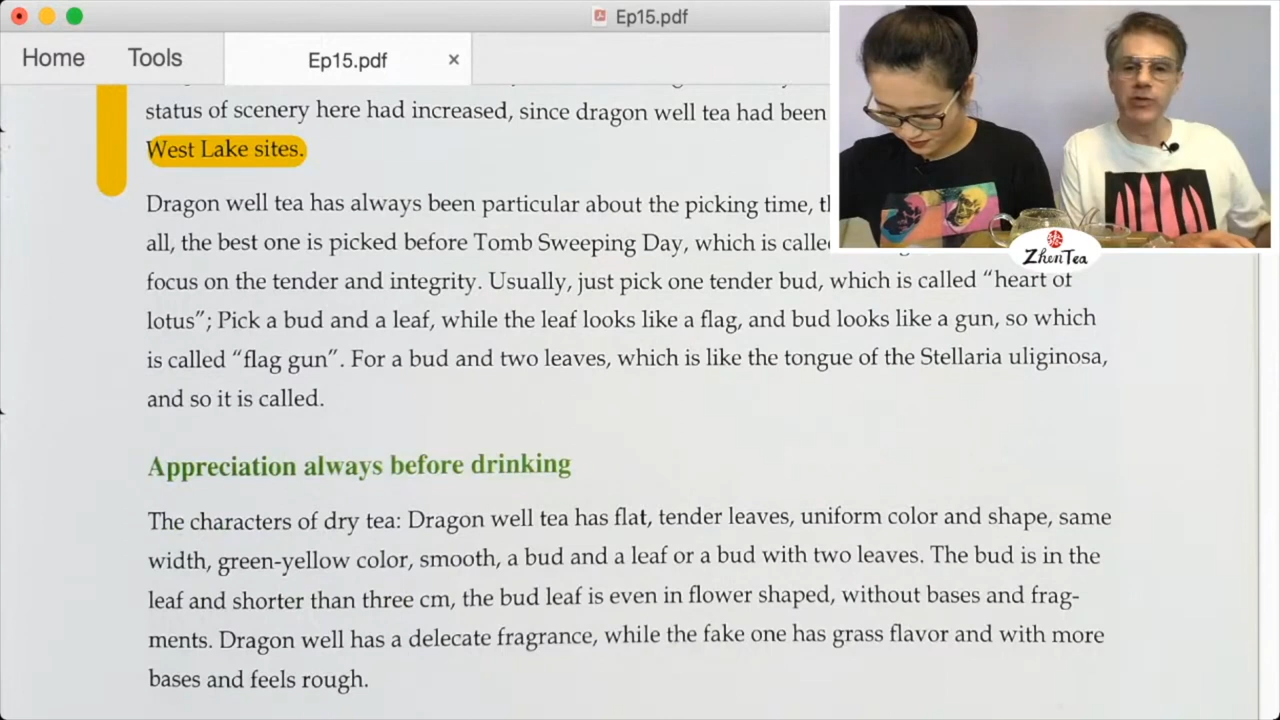 Ep15.pdf
Home
Tools
Ep15.pdf
×
status of scenery here had increased, since dragon well tea had been
West Lake sites.
Dragon well tea has always been particular about the picking time,
all, the best one is picked before Tomb Sweeping Day, which is
focus on the tender and integrity. Usually, just pick one tender bud, which is called “heart of
lotus”; Pick a bud and a leaf, while the leaf looks like a flag, and bud looks like a gun, so which
is called “flag gun”. For a bud and two leaves, which is like the tongue of the Stellaria uliginosa,
and so it is called.
Appreciation always before drinking
The characters of dry tea: Dragon well tea has flat, tender leaves, uniform color and shape, same
width, green-yellow color, smooth, a bud and a leaf or a bud with two leaves. The bud is in the
leaf and shorter than three cm, the bud leaf is even in flower shaped, without bases and frag-
ments. Dragon well has a delecate fragrance, while the fake one has grass flavor and with more
bases and feels rough.
ZhenTea